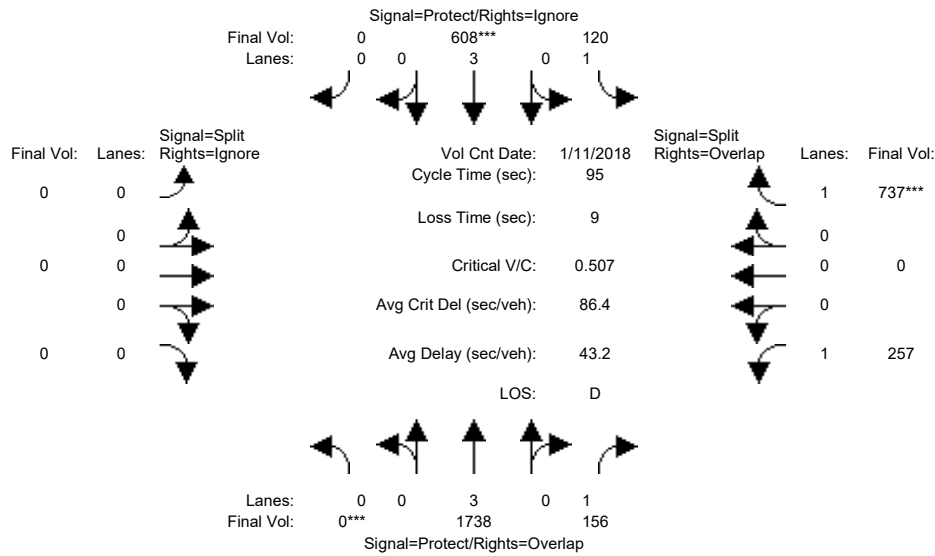 Signal=Protect/Rights=Ignore
Final Vol: 0 608*** 120
Lanes: 0 0 3 0 1
Signal=Split
Final Vol: Lanes: Rights=Ignore
Vol Cnt Date: 1/11/2018
Signal=Split
Rights=Overlap Lanes: Final Vol:
Cycle Time (sec): 95
0 0
1 737***
Loss Time (sec): 9
0
0
0 0
Critical V/C: 0.507
0 0
0
Avg Crit Del (sec/veh): 86.4
0
0 0
Avg Delay (sec/veh): 43.2
1 257
LOS: D
Lanes: 0 0 3 0 1
Final Vol: 0*** 1738 156
Signal=Protect/Rights=Overlap